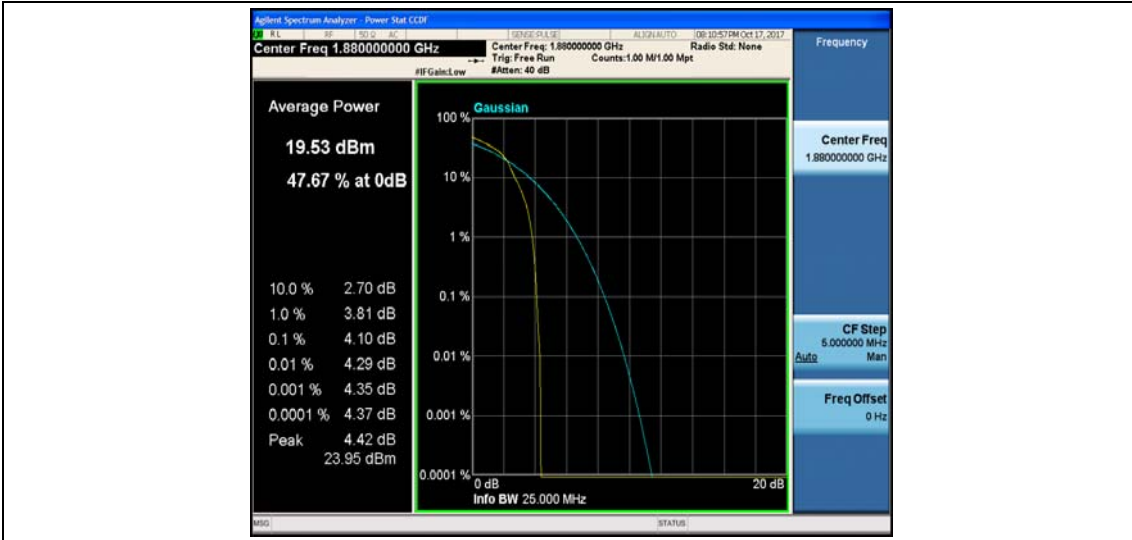 Agilent Spectrum Analyzer - Power Stat CCDF
RL RF 50 Ω AC SENSE:PULSE ALIGNAUTO 08:10:57 PM Oct 17, 2017
Center Freq 1.880000000 GHz
Center Freq: 1.880000000 GHz Radio Std: None
Trig: Free Run Counts:1.00 M/1.00 Mpt
#IFGain:Low #Atten: 40 dB
Frequency
Average Power
19.53 dBm
47.67 % at 0dB
10.0 % 2.70 dB
1.0 % 3.81 dB
0.1 % 4.10 dB
0.01 % 4.29 dB
0.001 % 4.35 dB
0.0001 % 4.37 dB
Peak 4.42 dB
23.95 dBm
Gaussian
100 %
10 %
1 %
0.1 %
0.01 %
0.001 %
0.0001 %
0 dB 20 dB
Info BW 25.000 MHz
Center Freq
1.880000000 GHz
CF Step
5.000000 MHz
Auto Man
Freq Offset
0 Hz
MSG STATUS